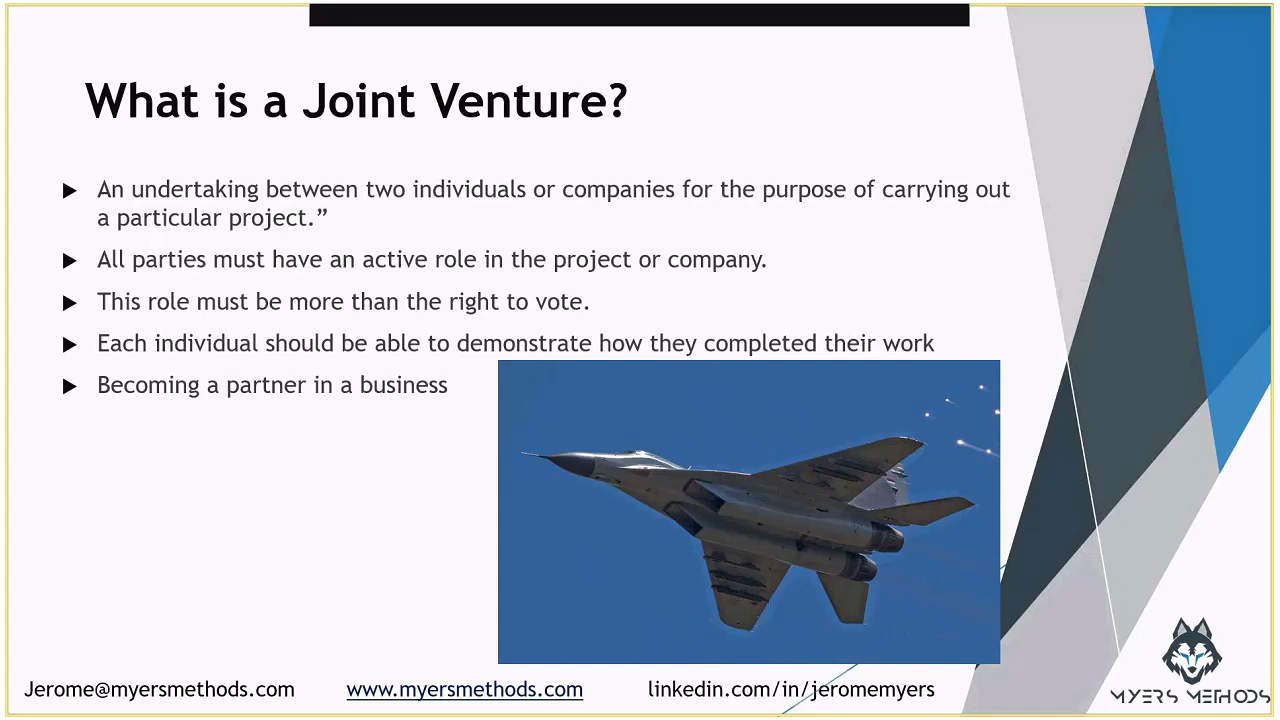 What is a Joint Venture?
An undertaking between two individuals or companies for the purpose of carrying out
a particular project.”
All parties must have an active role in the project or company.
This role must be more than the right to vote.
Each individual should be able to demonstrate how they completed their work
Becoming a partner in a business
Jerome@myersmethods.com www.myersmethods.com linkedin.com/in/jeromemyers
MYERS METHODS